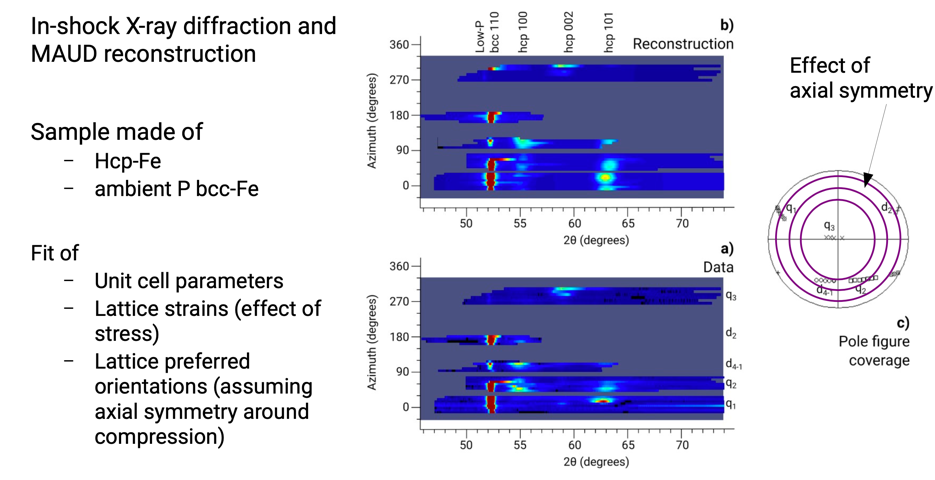 In-shock X-ray diffraction and
MAUD reconstruction
Sample made of
– Hcp-Fe
– ambient P bcc-Fe
Fit of
– Unit cell parameters
– Lattice strains (effect of
stress)
– Lattice preferred
orientations (assuming
axial symmetry around
compression)
Low-P
bcc 110
hcp 100
hcp 002
hcp 101
b)
Reconstruction
Azimuth (degrees)
360
270
180
90
0
50 55 60 65 70
2θ (degrees)
a)
Data
Azimuth (degrees)
360
270
180
90
0
q3
d2
d4-1
q2
q1
50 55 60 65 70
2θ (degrees)
Effect of
axial symmetry
q1
d2
q3
d4-1
q2
c)
Pole figure
coverage